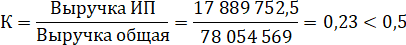 К = Выручка ИП / Выручка общая = 17 889 752,5 / 78 054 569 = 0,23 < 0,5